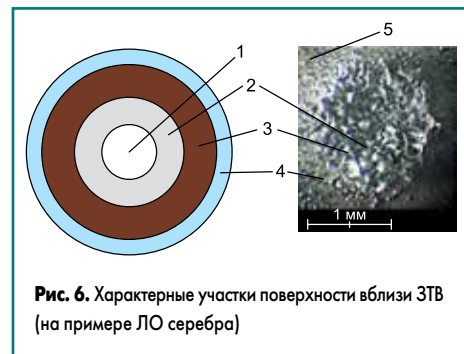 5
1
2
3
4
1 мм
Рис. 6. Характерные участки поверхности вблизи ЗТВ
(на примере ЛО серебра)